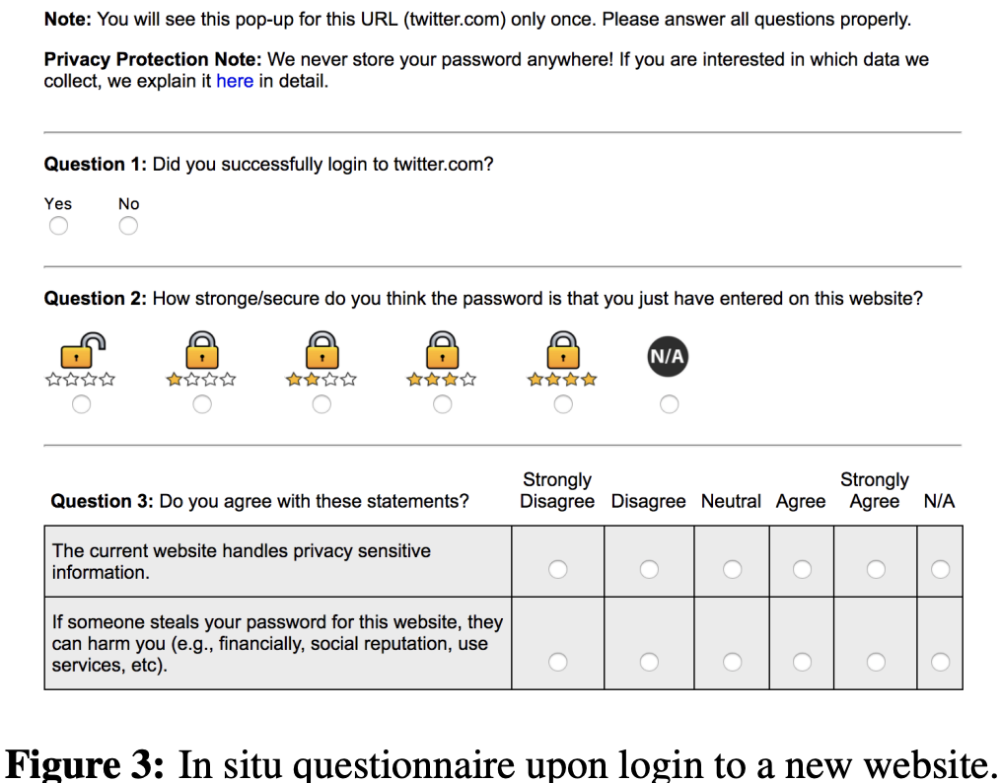 Note: You will see this pop-up for this URL (twitter.com) only once. Please answer all questions properly.
Privacy Protection Note: We never store your password anywhere! If you are interested in which data we
collect, we explain it here in detail.
Question 1: Did you successfully login to twitter.com?
Yes No
Question 2: How stronge/secure do you think the password is that you just have entered on this website?
N/A
Question 3: Do you agree with these statements?
Strongly Disagree Disagree Neutral Agree Strongly Agree N/A
The current website handles privacy sensitive
information.
If someone steals your password for this website, they
can harm you (e.g., financially, social reputation, use
services, etc).
Figure 3: In situ questionnaire upon login to a new website.